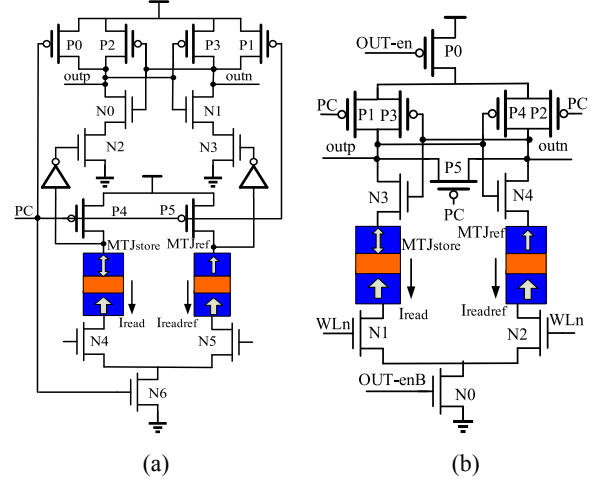 P0 P2 P3 P1
outp outn
N0 N1
N2 N3
PC P4 P5
MTJstore MTJref
Iread Ireadref
N4 N5
N6
(a)
OUT-en P0
PC P1 P3 P4 P2 PC
outp outn
P5
N3 PC N4
MTJstore MTJref
Iread Ireadref
WLn N1 N2 WLn
OUT-enB N0
(b)